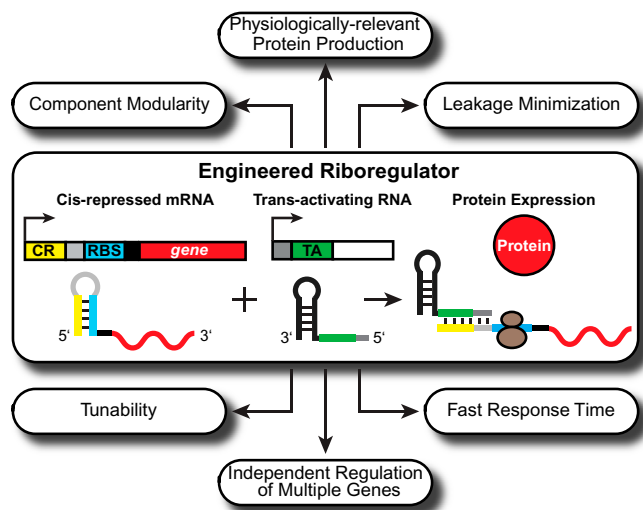 Physiologically-relevant
Protein Production
Component Modularity
Leakage Minimization
Engineered Riboregulator
Cis-repressed mRNA
Trans-activating RNA
Protein Expression
CR
RBS
gene
TA
Protein
5‘
3‘
+
3‘
5‘
Tunability
Fast Response Time
Independent Regulation
of Multiple Genes